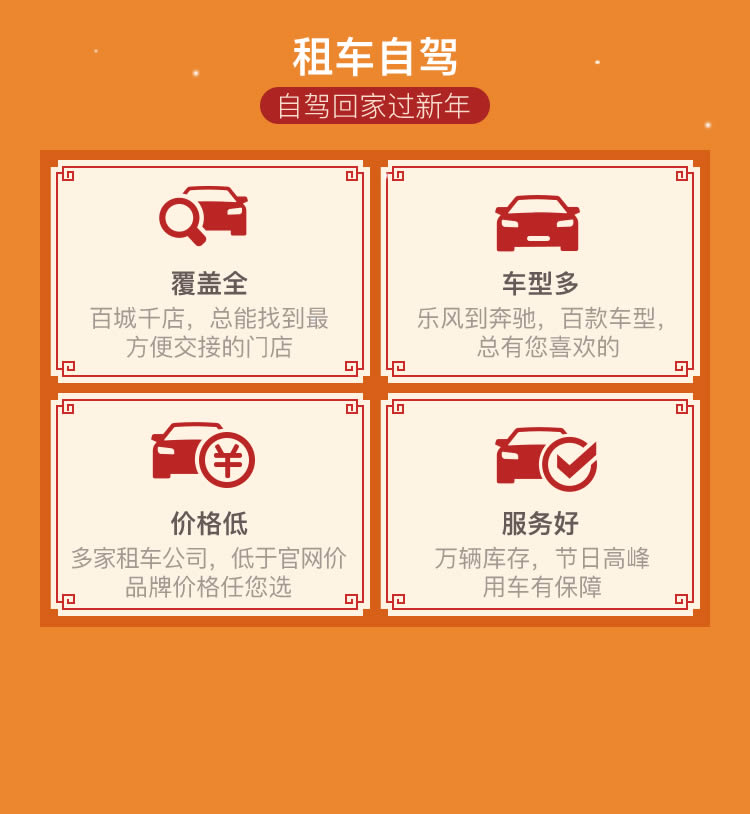 租车自驾
自驾回家过新年
覆盖全
百城千店，总能找到最
方便交接的门店
车型多
乐风到奔驰，百款车型，
总有您喜欢的
价格低
多家租车公司，低于官网价
品牌价格任您选
服务好
万辆库存，节日高峰
用车有保障